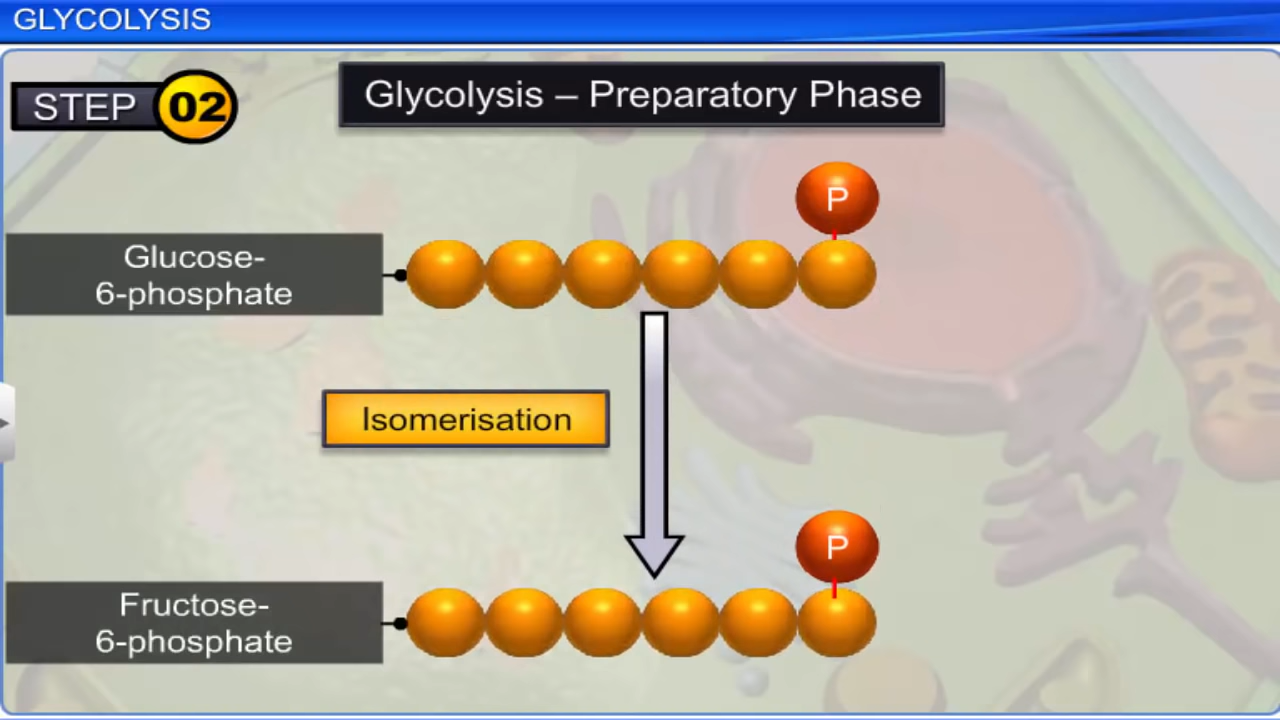 GLYCOLYSIS
STEP 02
Glycolysis – Preparatory Phase
P
Glucose-
6-phosphate
Isomerisation
P
Fructose-
6-phosphate